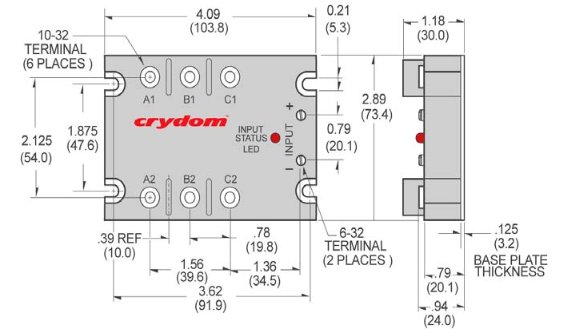 4.09
(103.8)
0.21
(5.3)
1.18
(30.0)
10-32
TERMINAL
(6 PLACES )
A1 B1 C1
2.125
(54.0)
1.875
(47.6)
crydom
INPUT
STATUS
LED
INPUT
+
–
0.79
(20.1)
2.89
(73.4)
A2 B2 C2
.39 REF
(10.0)
.78
(19.8)
6-32
TERMINAL
(2 PLACES )
.125
(3.2)
BASE PLATE
THICKNESS
1.56
(39.6)
1.36
(34.5)
.79
(20.1)
3.62
(91.9)
.94
(24.0)